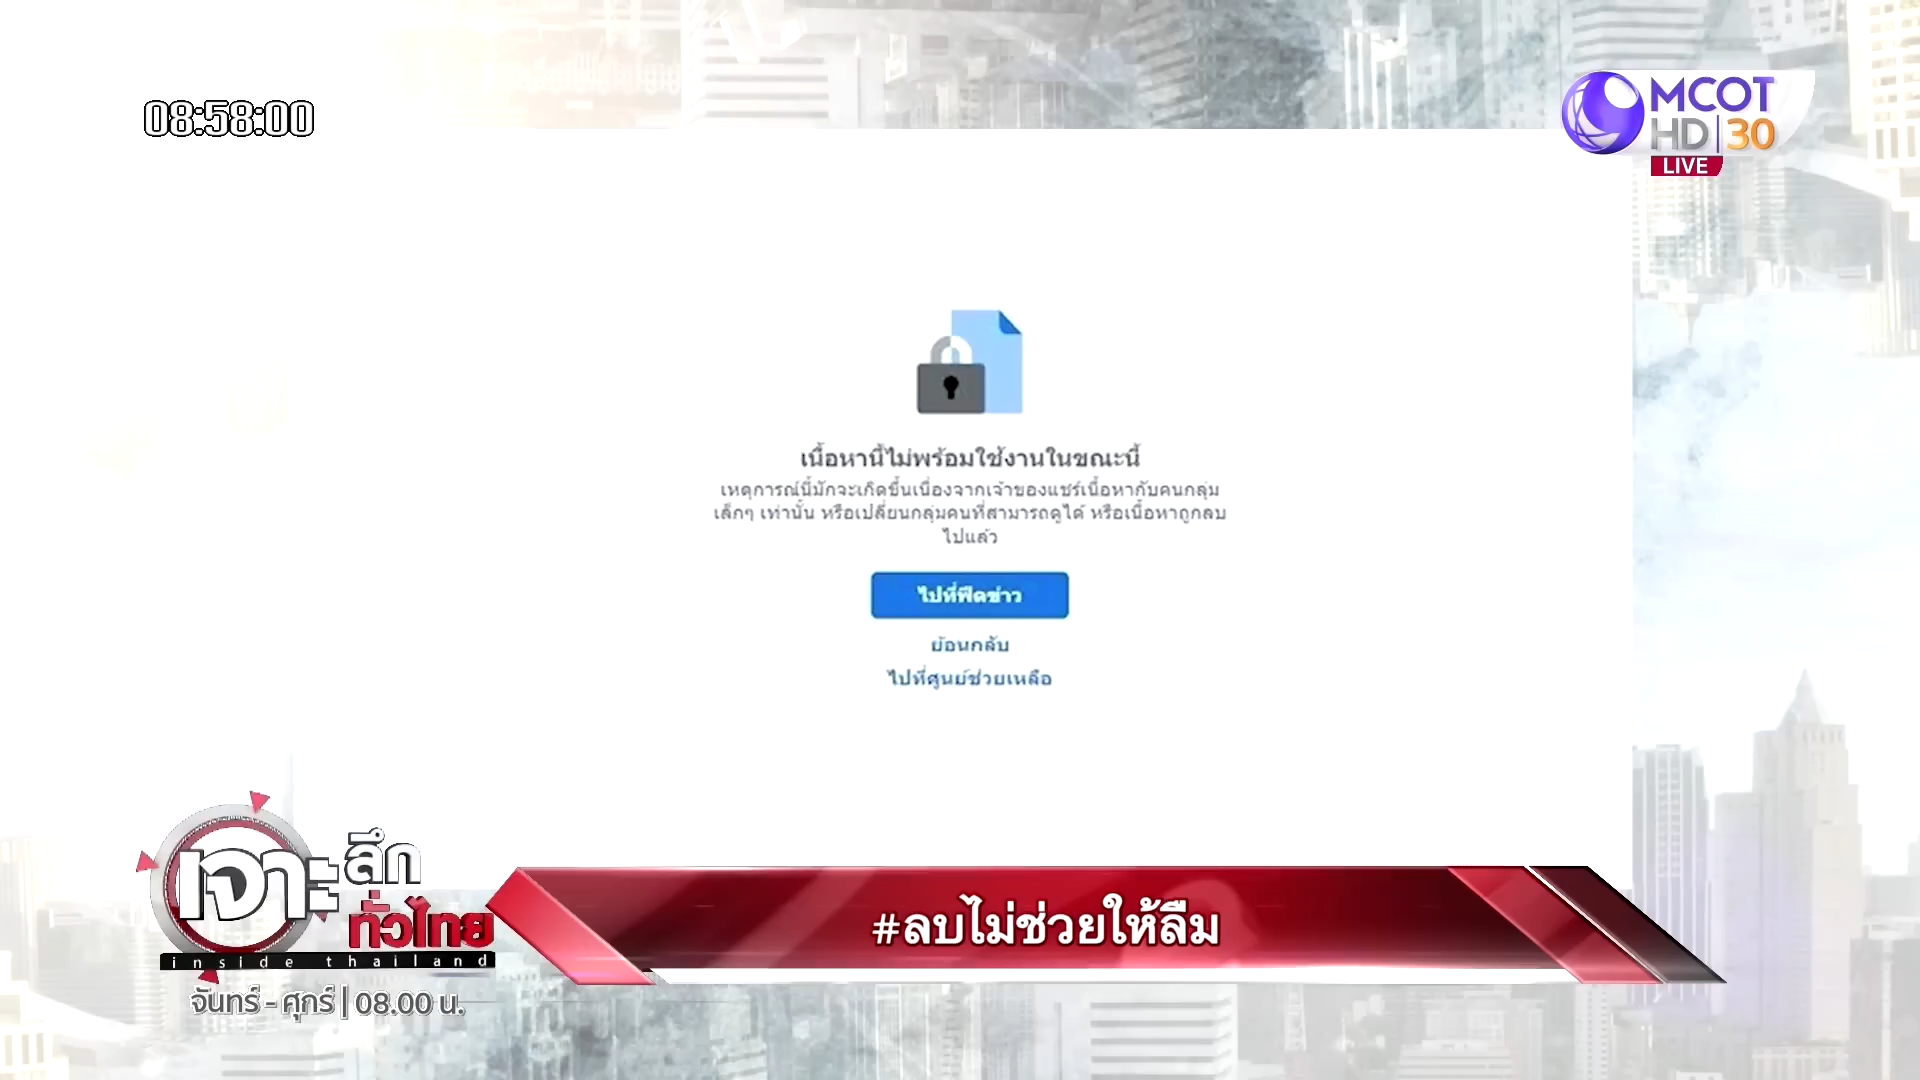 08:58:00
MCOT
HD|30
LIVE
เนื้อหานี้ไม่พร้อมใช้งานในขณะนี้
เหตุการณ์นี้มักจะเกิดขึ้นเนื่องจากเจ้าของแชร์เนื้อหากับคนกลุ่ม
เล็กๆ เท่านั้น หรือเปลี่ยนกลุ่มคนที่สามารถดูได้ หรือเนื้อหาถูกลบ
ไปแล้ว
ไปที่ฟีดข่าว
ย้อนกลับ
ไปที่ศูนย์ช่วยเหลือ
เจาะลึก
ทั่วไทย
inside thailand
จันทร์ - ศุกร์ | 08.00 น.
#ลบไม่ช่วยให้ลืม